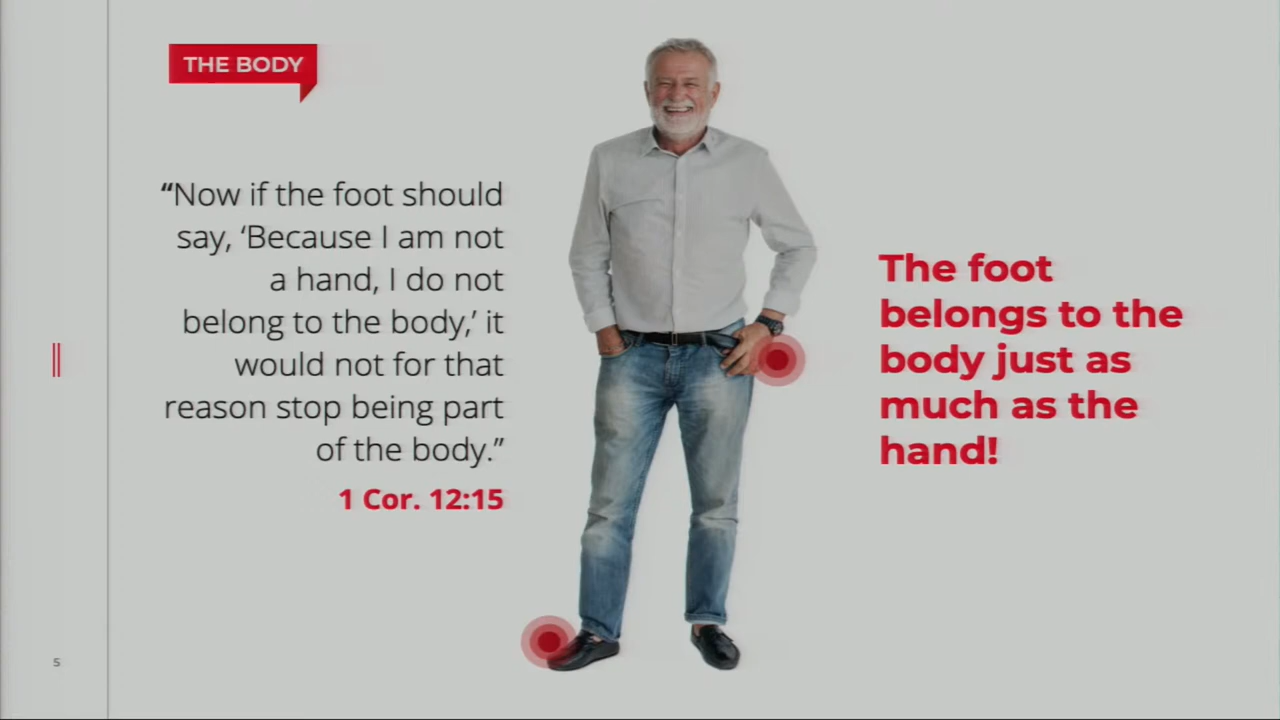 THE BODY
“Now if the foot should
say, ‘Because I am not
a hand, I do not
belong to the body,’ it
would not for that
reason stop being part
of the body.”
1 Cor. 12:15
The foot
belongs to the
body just as
much as the
hand!
5